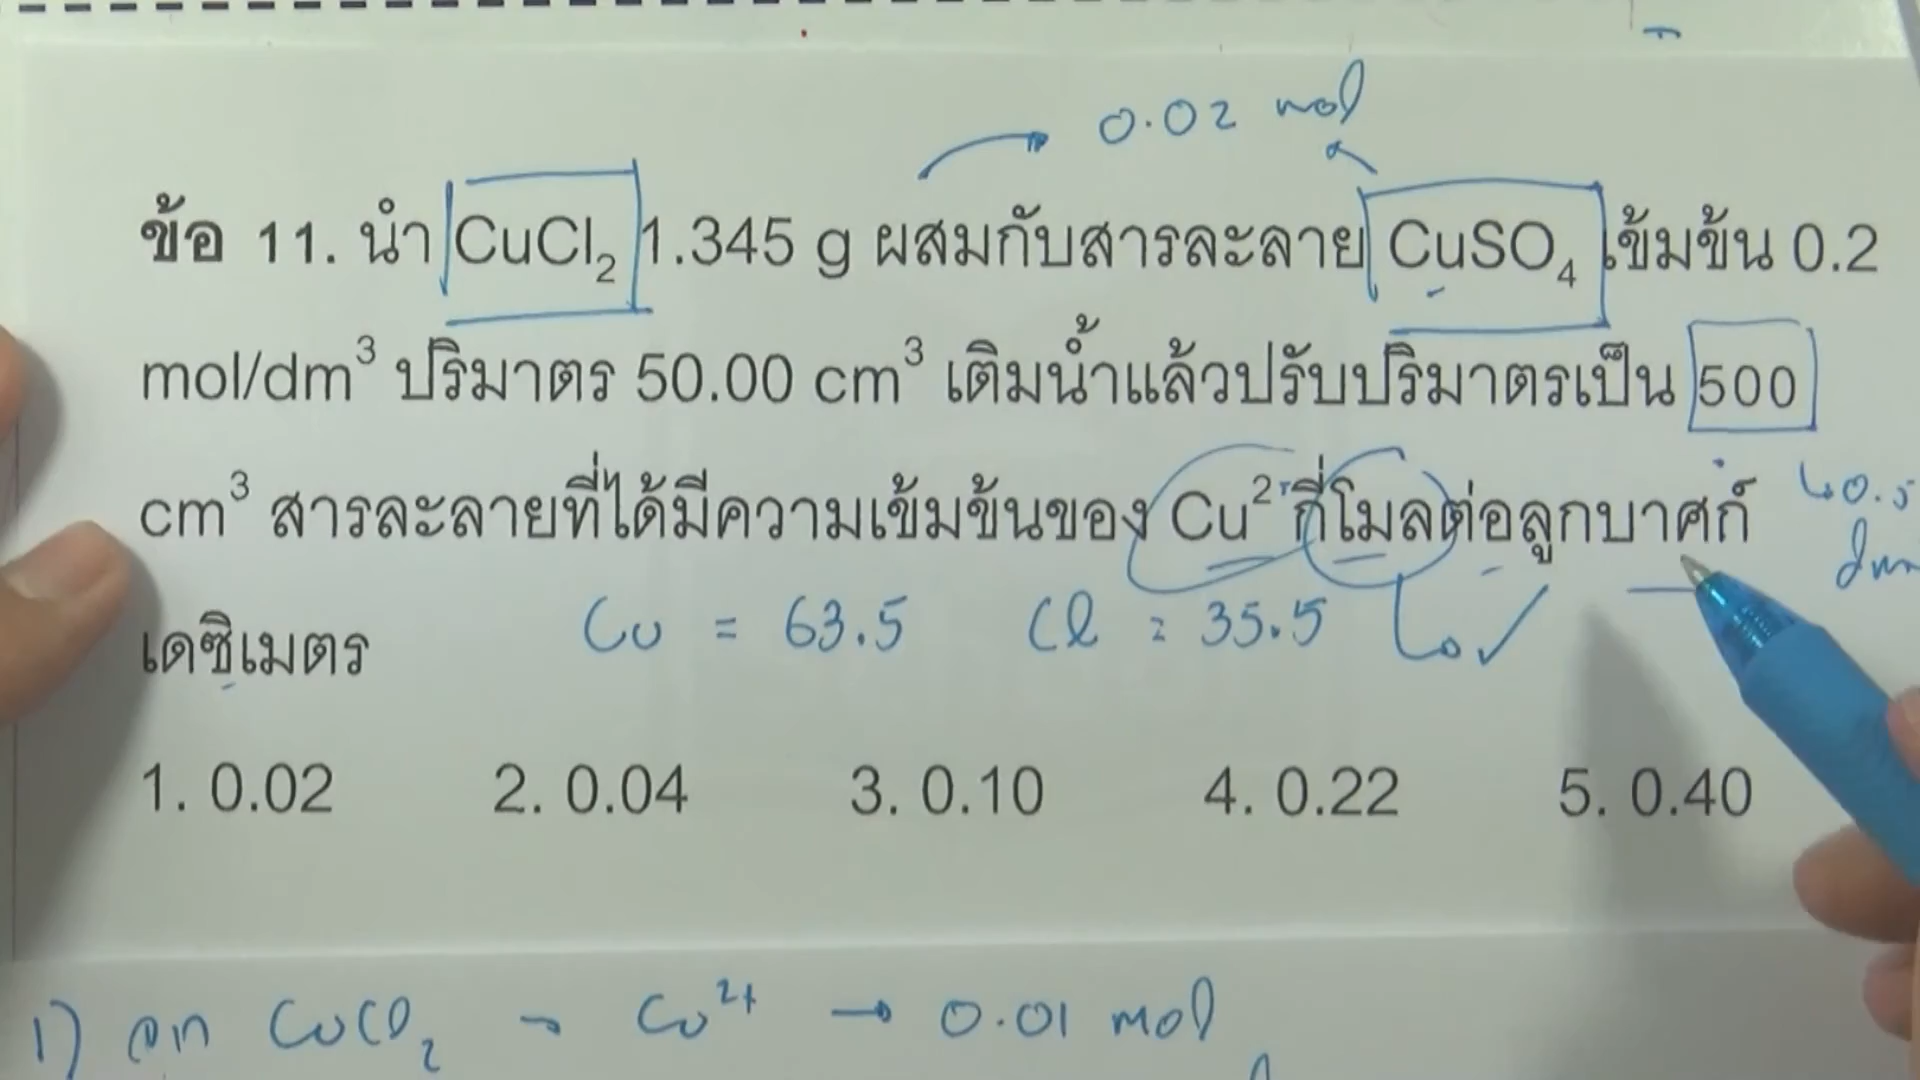 0.02 mol
ข้อ 11. นำ CuCl₂ 1.345 g ผสมกับสารละลาย CuSO₄ เข้มข้น 0.2
mol/dm³ ปริมาตร 50.00 cm³ เติมน้ำแล้วปรับปริมาตรเป็น 500
cm³ สารละลายที่ได้มีความเข้มข้นของ Cu²⁺ กี่โมลต่อลูกบาศก์
0.5
เดซิเมตร
Cu = 63.5 Cl = 35.5
1. 0.02 2. 0.04 3. 0.10 4. 0.22 5. 0.40
1) จาก CuCl₂ → Cu²⁺ → 0.01 mol